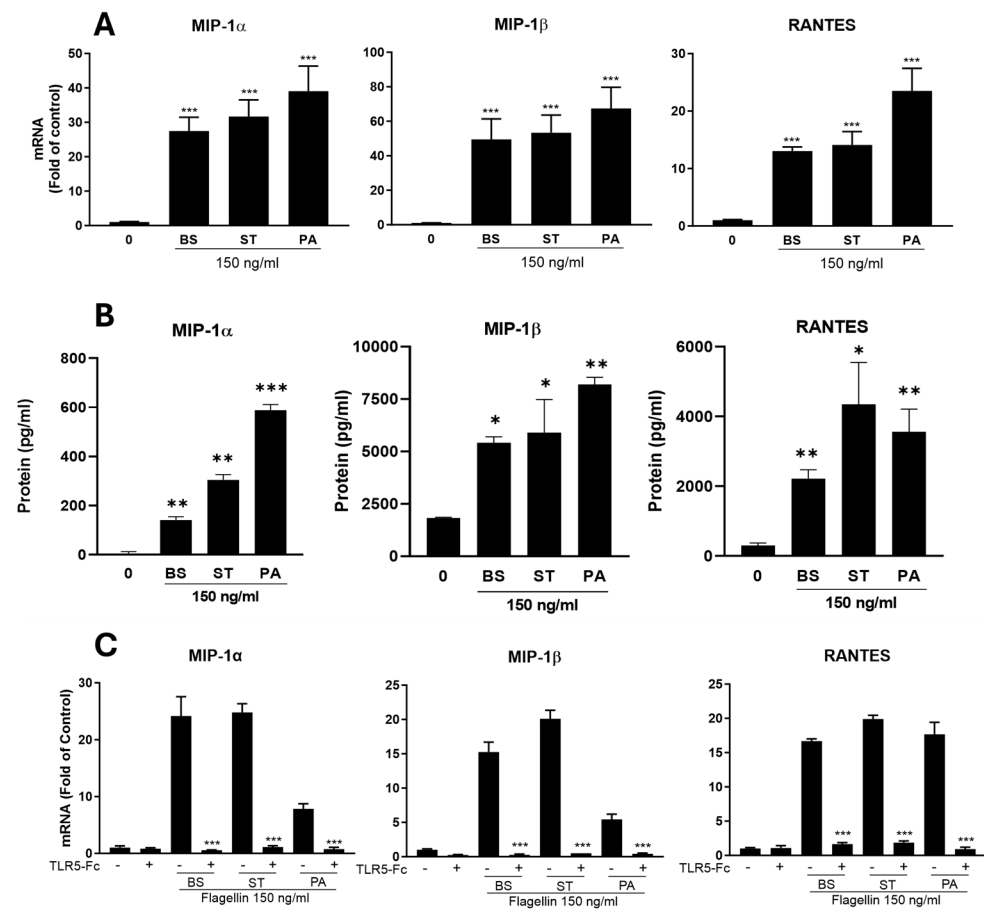 A
MIP-1α
MIP-1β
RANTES
mRNA
(Fold of control)
50
40
30
20
10
0
*** *** ***
0 BS ST PA
150 ng/ml
100
80
60
40
20
0
*** *** ***
0 BS ST PA
150 ng/ml
30
20
10
0
*** *** ***
0 BS ST PA
150 ng/ml
B
MIP-1α
MIP-1β
RANTES
Protein (pg/ml)
800
600
400
200
0
** ** ***
0 BS ST PA
150 ng/ml
Protein (pg/ml)
10000
7500
5000
2500
0
* * **
0 BS ST PA
150 ng/ml
Protein (pg/ml)
6000
4000
2000
0
** * **
0 BS ST PA
150 ng/ml
C
MIP-1α
MIP-1β
RANTES
mRNA (Fold of Control)
30
20
10
0
*** *** ***
TLR5-Fc - + - + - + - +
BS ST PA
Flagellin 150 ng/ml
25
20
15
10
5
0
*** *** ***
TLR5-Fc - + - + - + - +
BS ST PA
Flagellin 150 ng/ml
25
20
15
10
5
0
*** *** ***
TLR5-Fc - + - + - + - +
BS ST PA
Flagellin 150 ng/ml